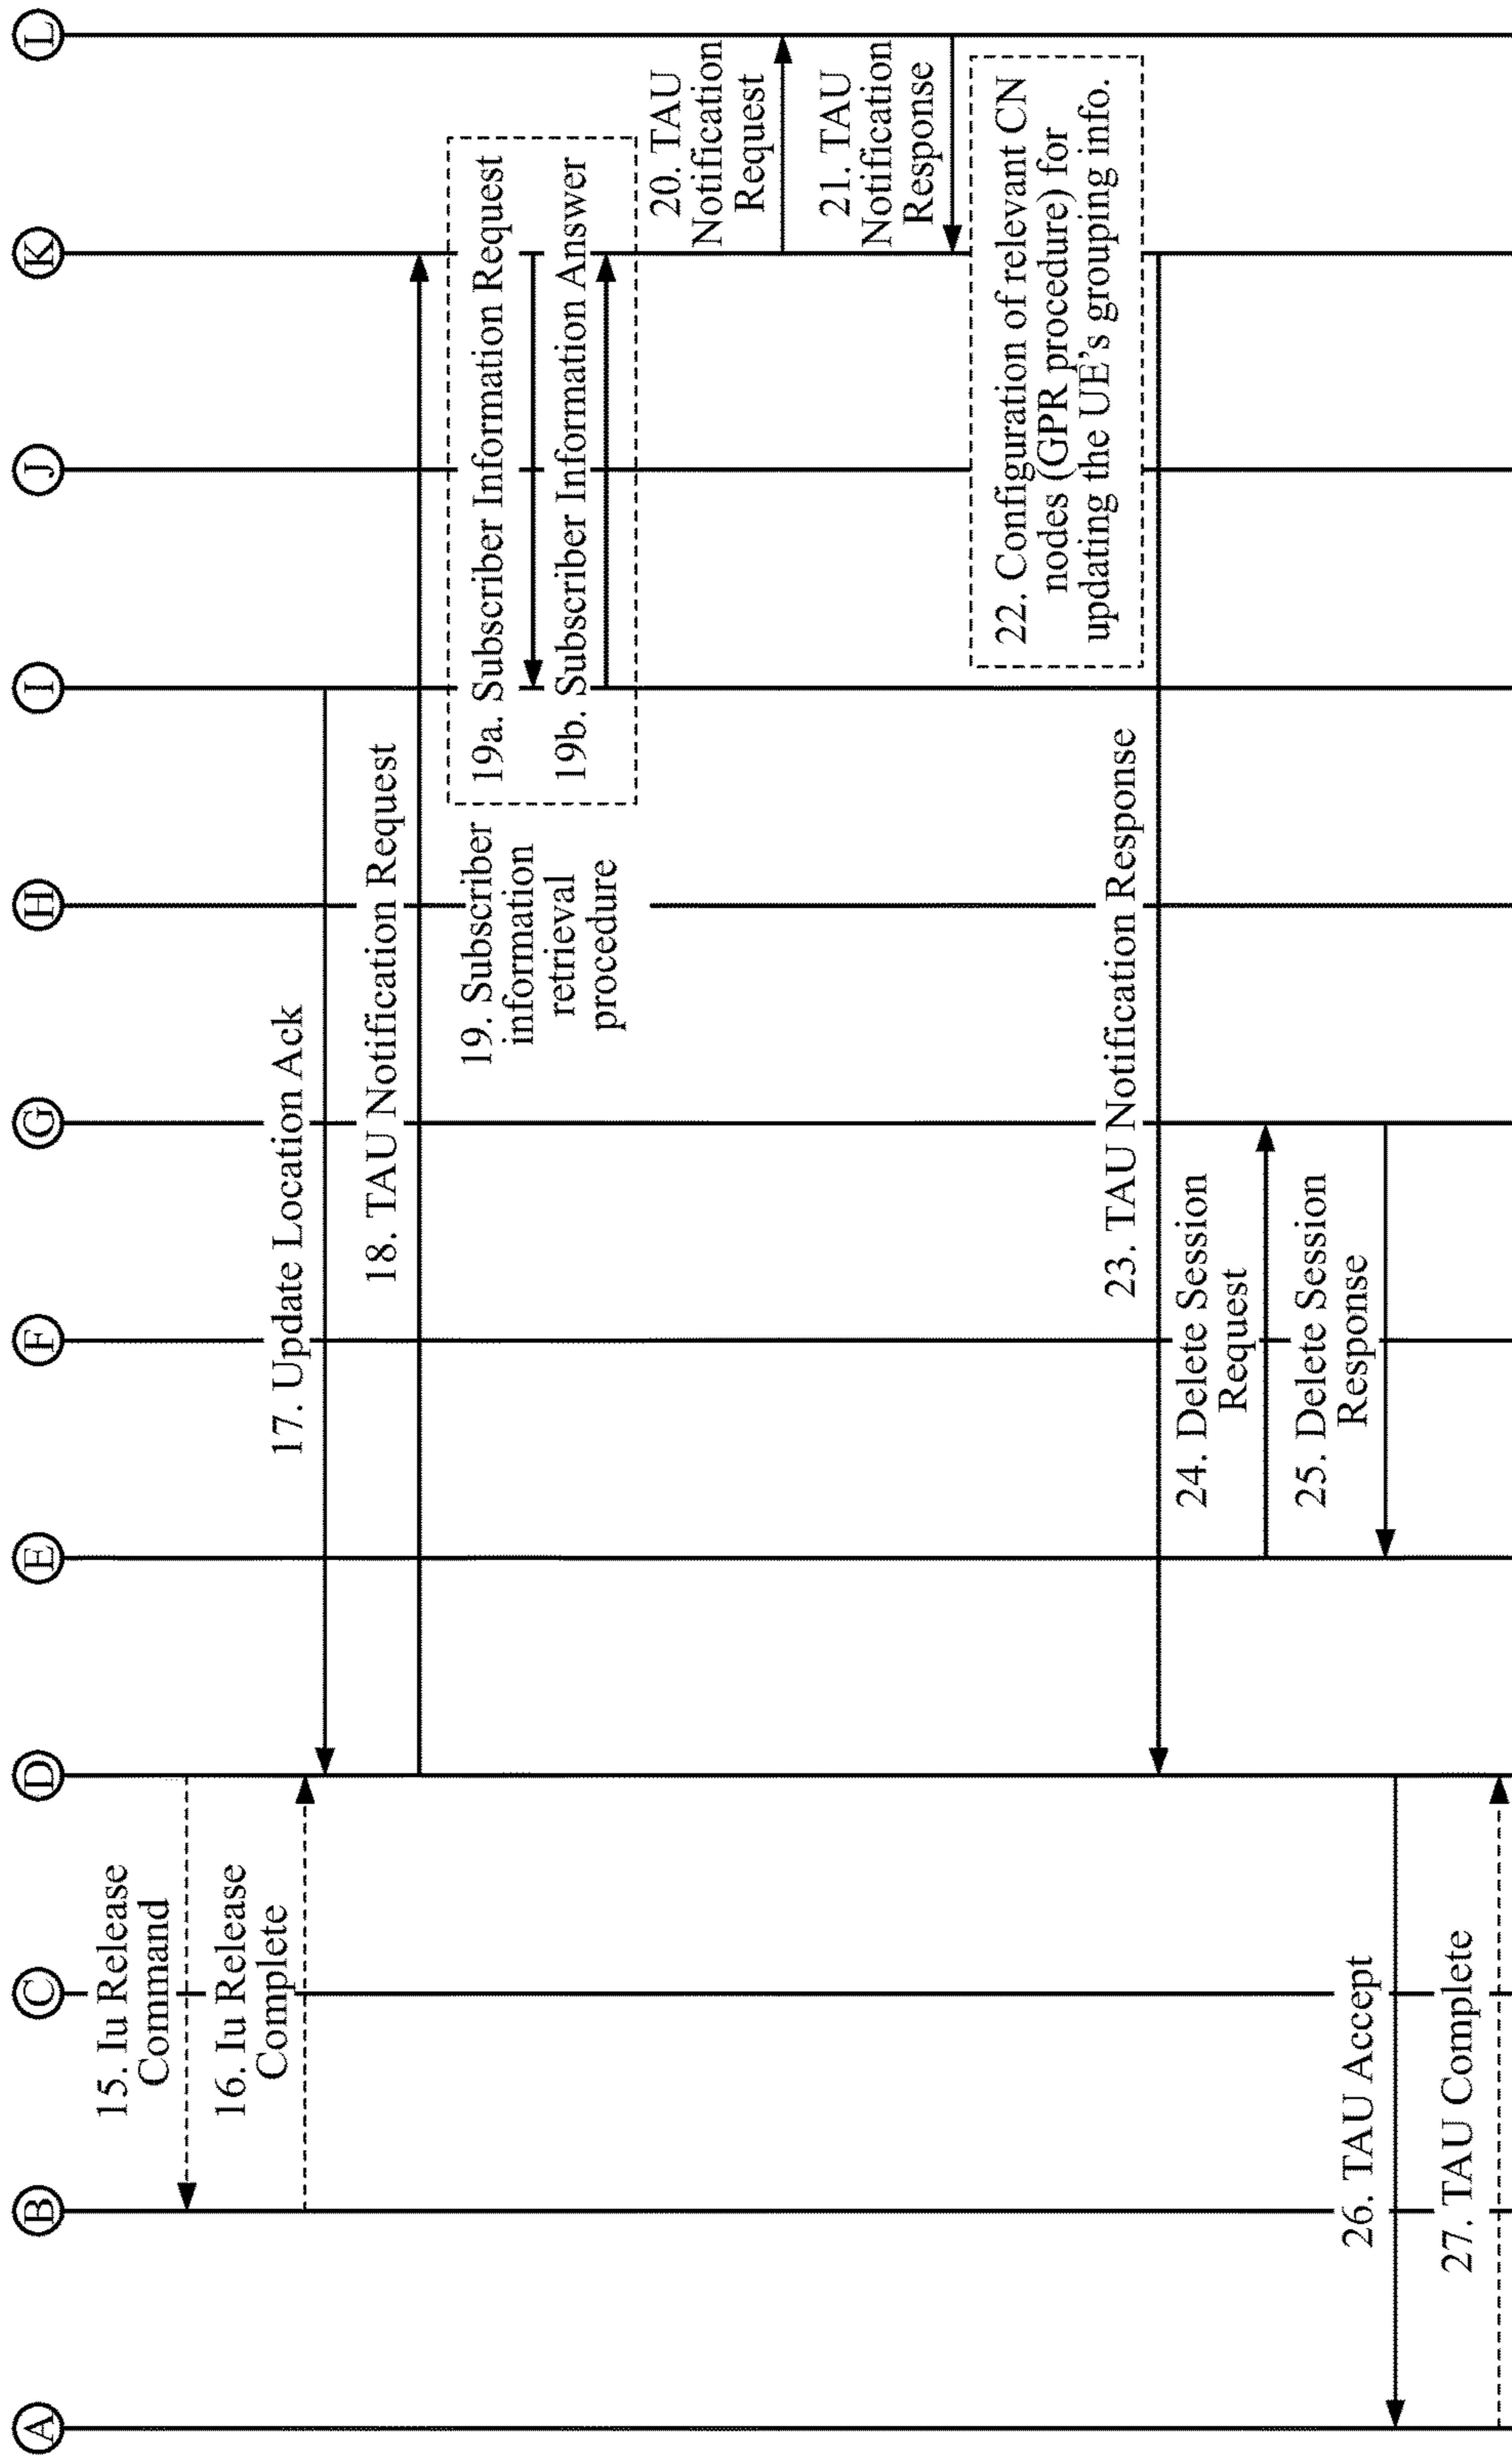 A
B
C
D
E
F
G
H
I
J
K
L
15. Iu Release
Command
16. Iu Release
Complete
17. Update Location Ack
18. TAU Notification Request
19. Subscriber
information
retrieval
procedure
19a. Subscriber Information Request
19b. Subscriber Information Answer
20. TAU
Notification
Request
21. TAU
Notification
Response
22. Configuration of relevant CN
nodes (GPR procedure) for
updating the UE's grouping info.
23. TAU Notification Response
24. Delete Session
Request
25. Delete Session
Response
26. TAU Accept
27. TAU Complete